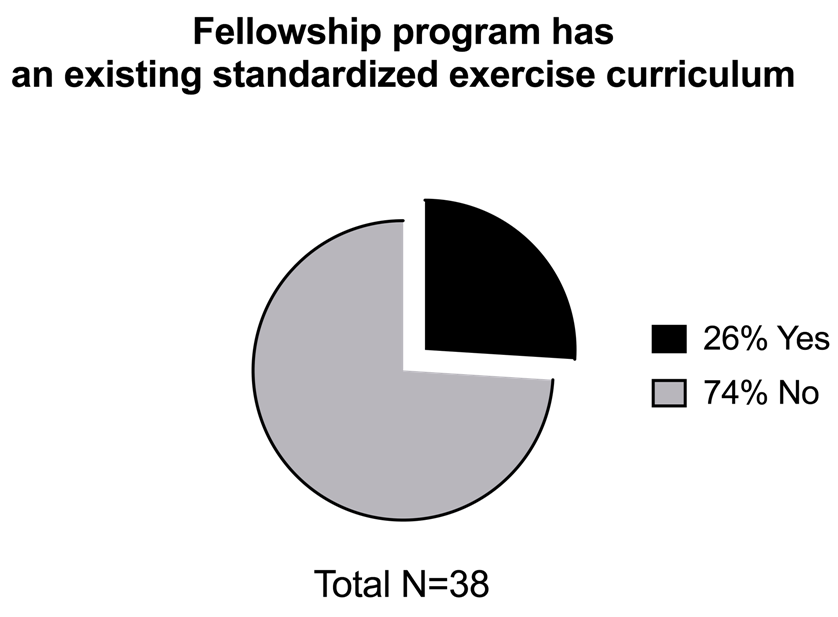 Fellowship program has
an existing standardized exercise curriculum
26% Yes
74% No
Total N=38